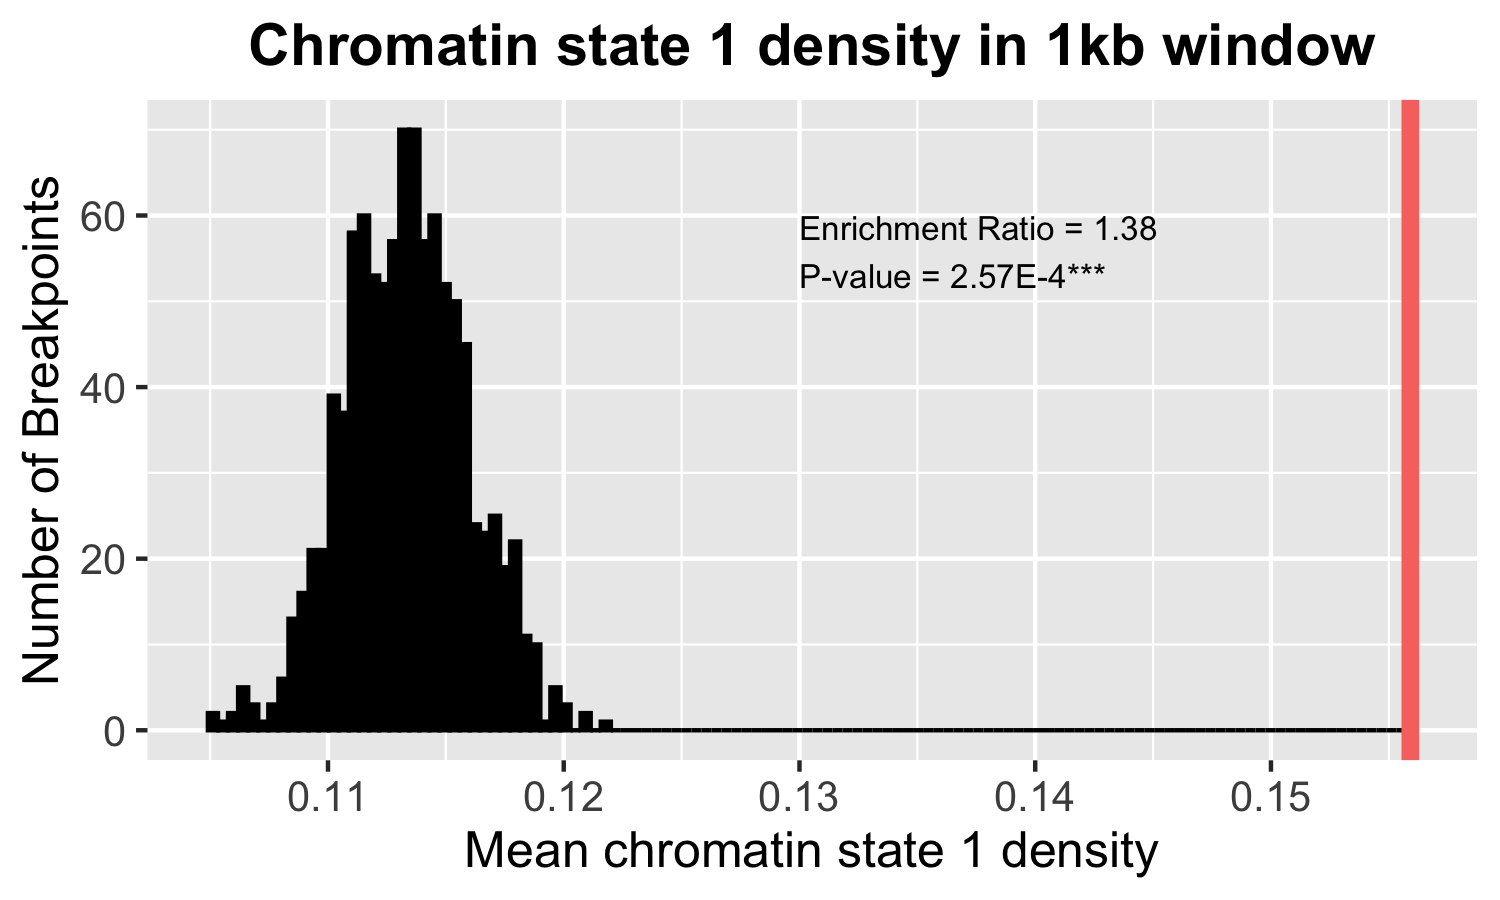 Chromatin state 1 density in 1kb window
Number of Breakpoints
60
40
20
0
Enrichment Ratio = 1.38
P-value = 2.57E-4***
0.11
0.12
0.13
0.14
0.15
Mean chromatin state 1 density